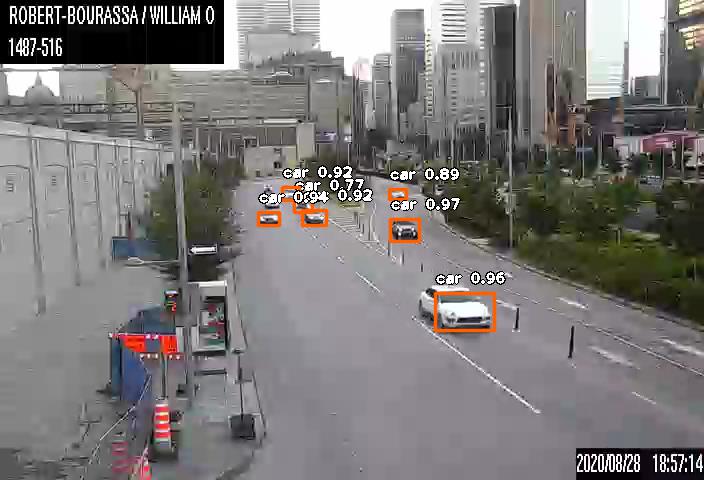 ROBERT-BOURASSA / WILLIAM O
1487-516
car 0.92
car 0.89
car 0.77
car 0.94
0.92
car 0.97
car 0.96
2020/08/28 18:57:14